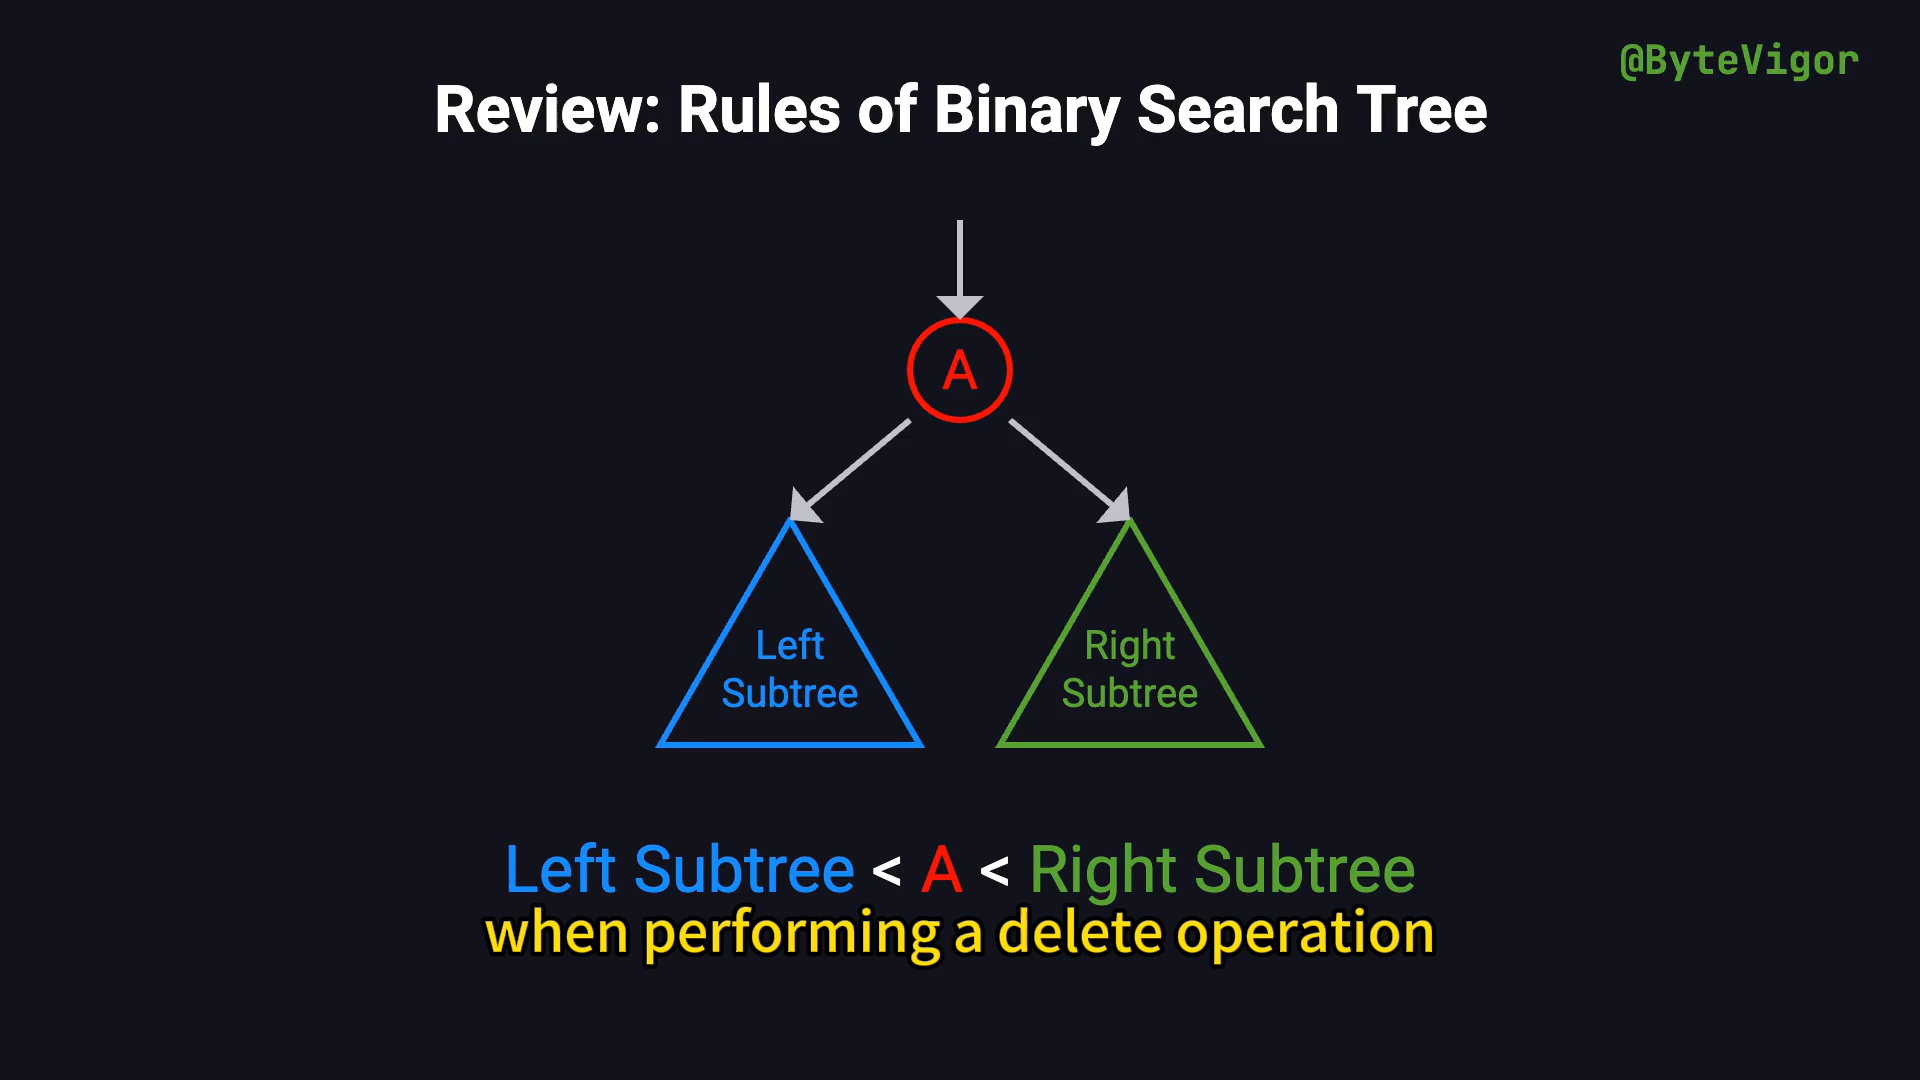 @ByteVigor
Review: Rules of Binary Search Tree
A
Left
Subtree
Right
Subtree
Left Subtree < A < Right Subtree
when performing a delete operation